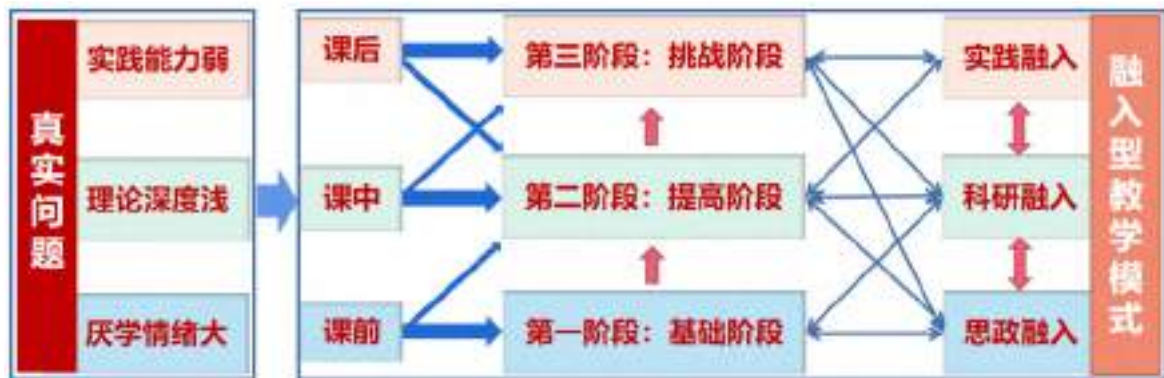 真实问题
实践能力弱
理论深度浅
厌学情绪大
课后
课中
课前
第三阶段：挑战阶段
第二阶段：提高阶段
第一阶段：基础阶段
实践融入
科研融入
思政融入
融入型教学模式